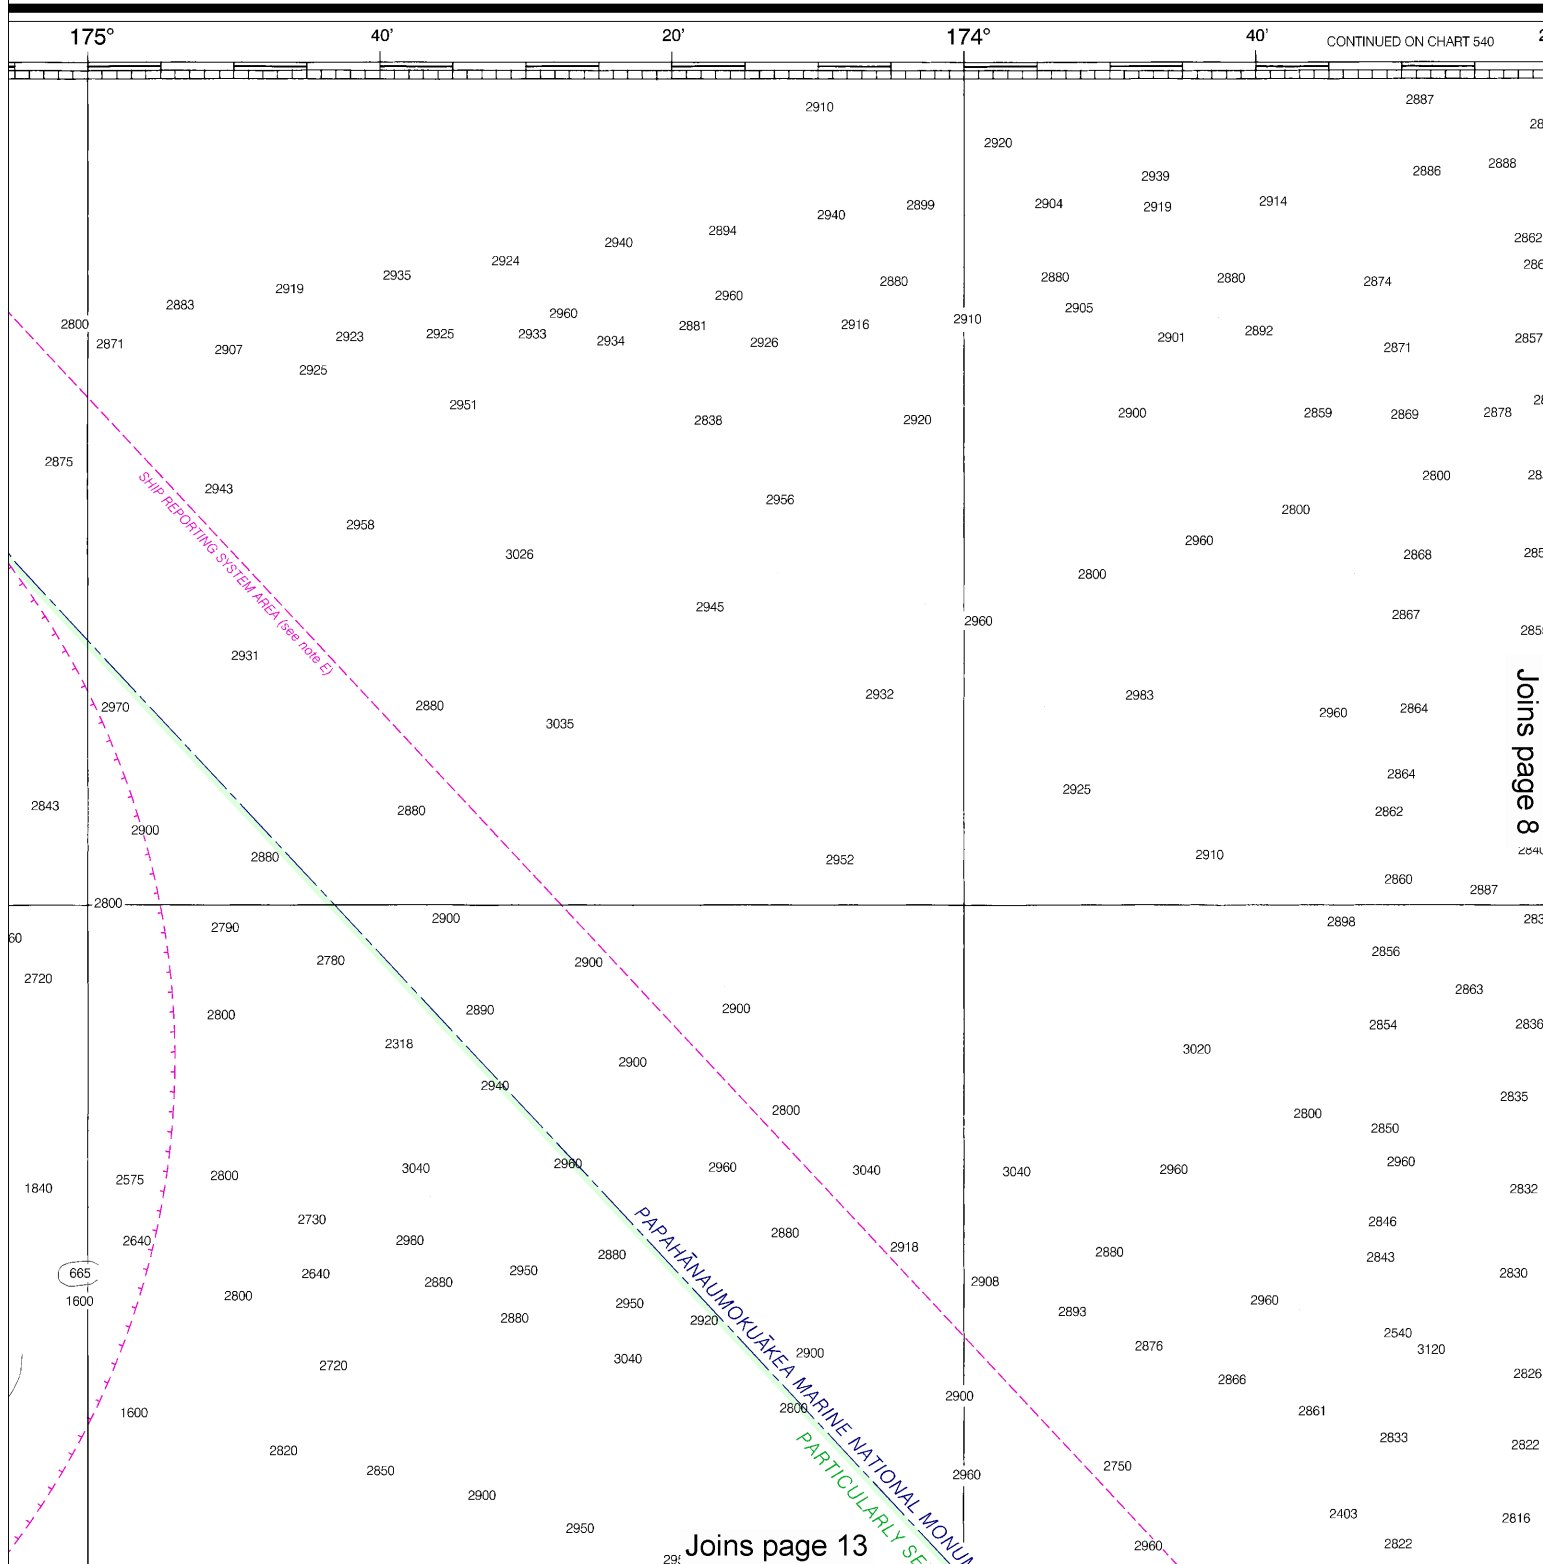 175° 40' 20' 174° 40'
CONTINUED ON CHART 540
2910 2887
2920
2939 2886 2888
2940 2899 2904 2919 2914
2940 2894 2862
2919 2935 2924
2883 2960 2960 2880 2880 2880 2874
2800 2881 2916 2910 2905
2871 2907 2923 2925 2933 2934 2926 2901 2892 2871 2857
2925
2951 2838 2920 2900 2859 2869 2878
2875 2943 2956 2800
2958 2800
3026 2960 2868
2800
2945 2960 2867
2931
SHIP REPORTING SYSTEM AREA (see note E)
2970 2880 3035 2932 2983 2960 2864
Joins page 8
2864
2843 2880 2925 2862
2900
2880 2952 2910
2860 2887
2800 2900 2898
2790
2780 2900 2856
2720 2863
2800 2890 2900 2854 2836
2318 3020
2900
2940 2835
2800 2800
2850
3040 2960 2960 3040 3040 2960 2960
2575 2800
1840 2832
2730 2846
2640 2980 2880 2880 2918 2880 2843
665 2640 2880 2950 2908 2830
1600 2800 2950 2960
2880 2920 2893
2540
2876 3120
2720 3040 2900 2866 2826
PAPAHĀNAUMOKUĀKEA MARINE NATIONAL
2900
1600 2800 2861
2820 2833 2822
PARTICULARLY
2850 2960 2750
2900 2403 2816
2950 2960 2822
Joins page 13